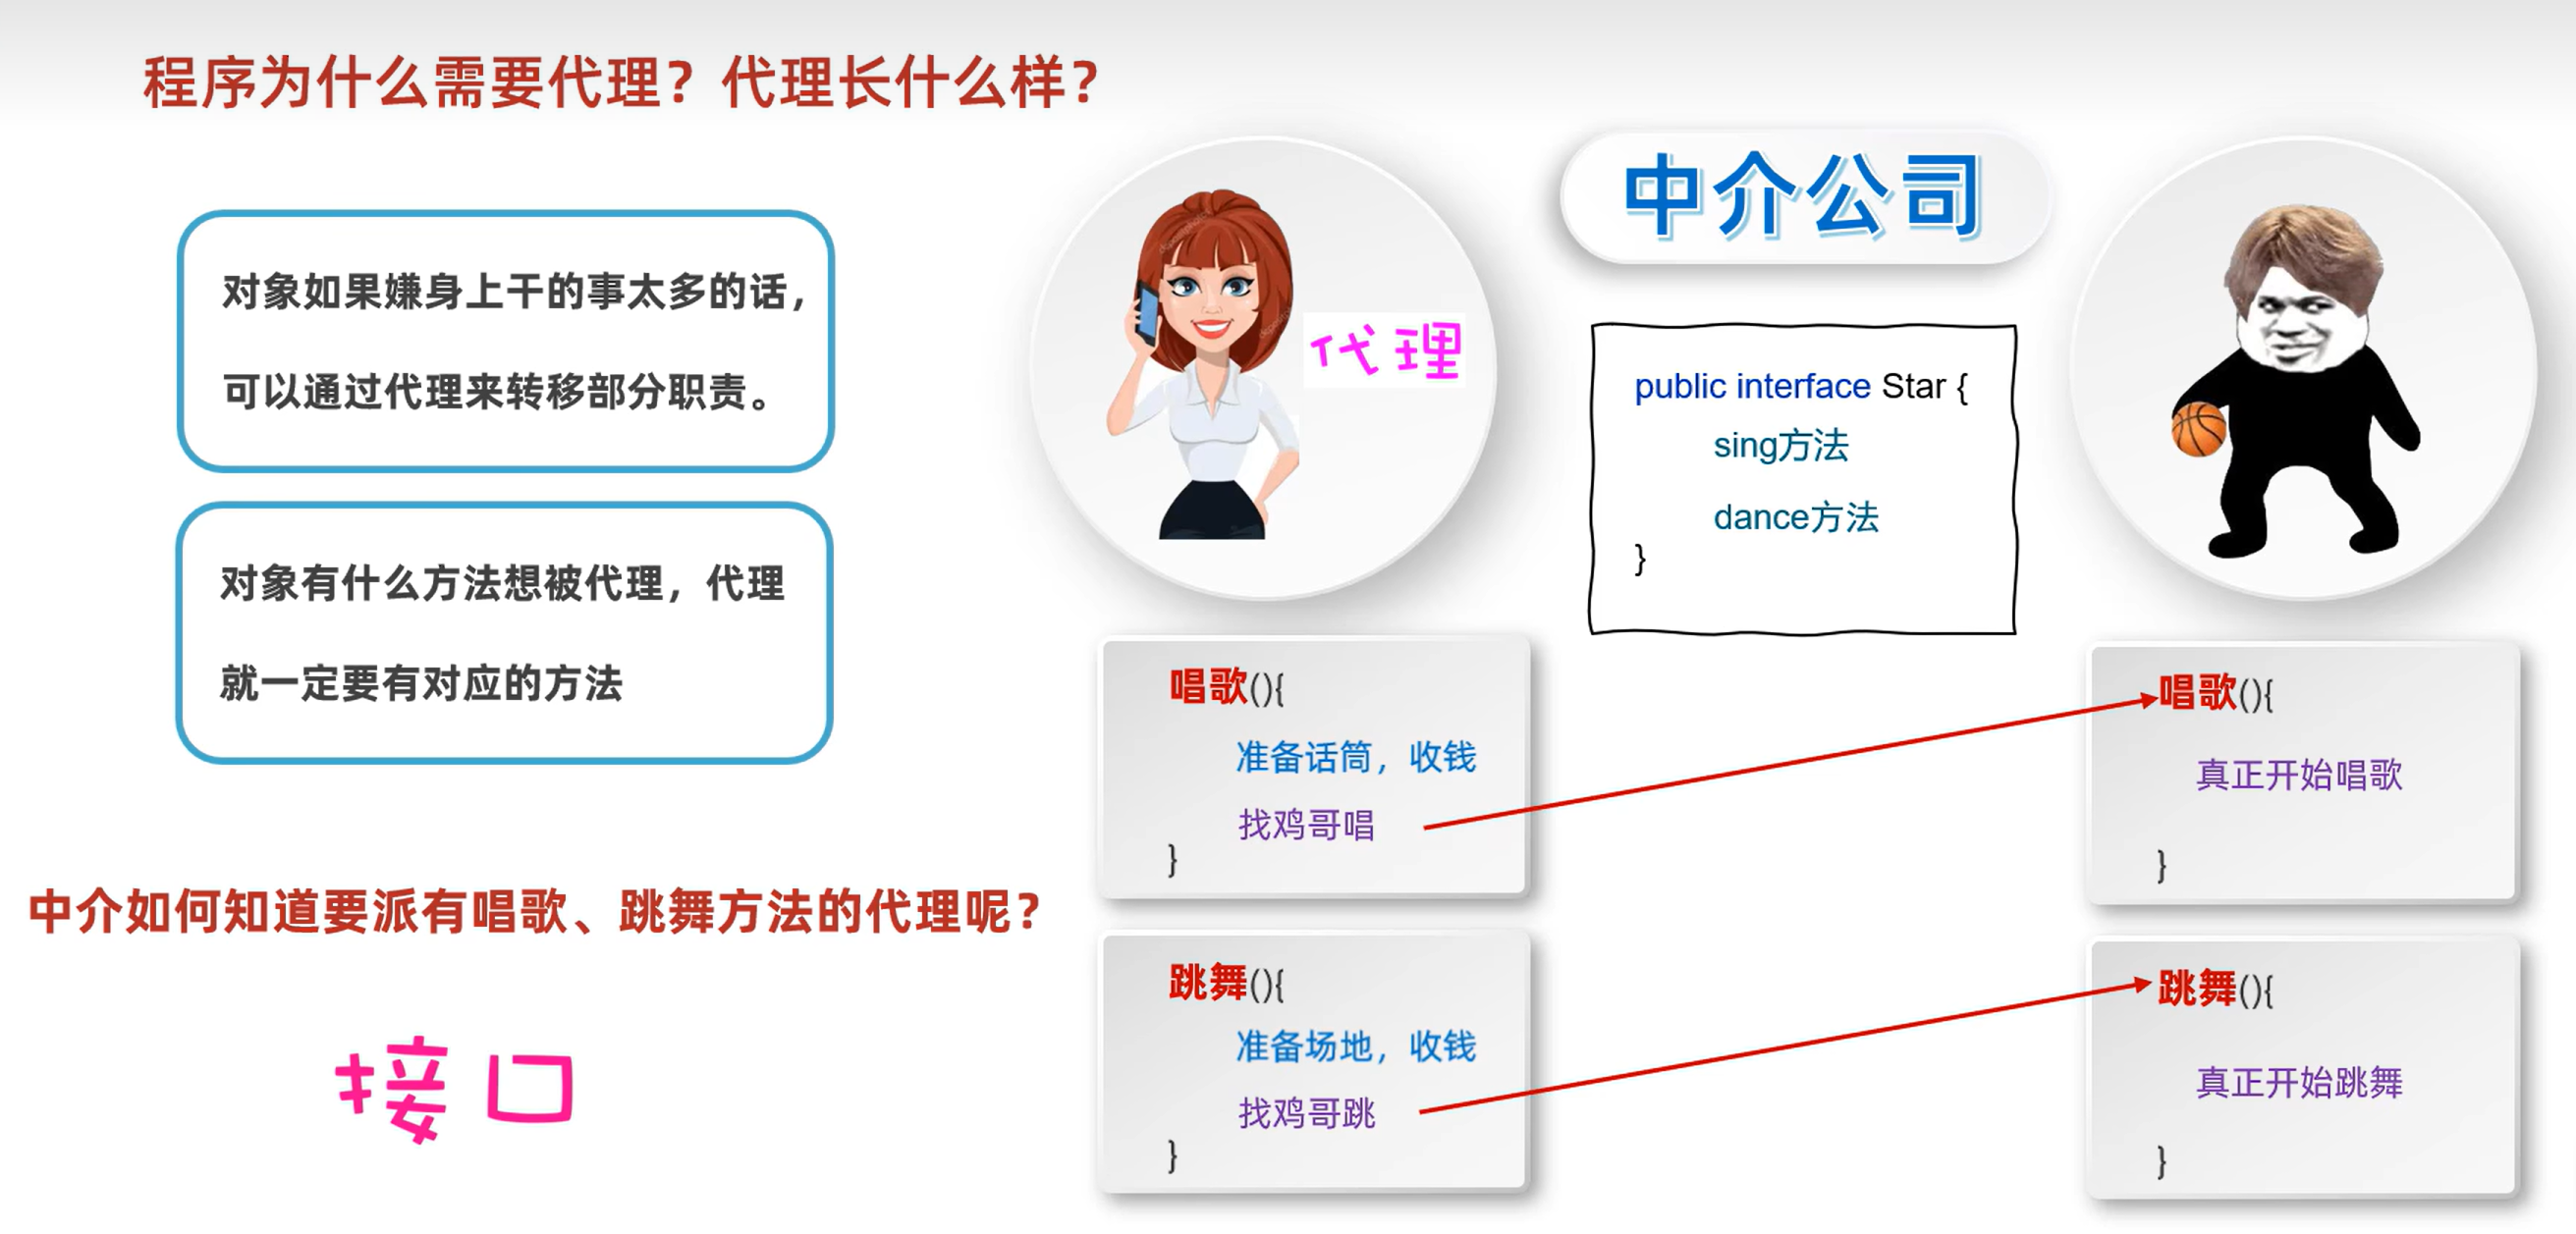 程序为什么需要代理？代理长什么样？
对象如果嫌身上干的事太多的话，
可以通过代理来转移部分职责。
对象有什么方法想被代理，代理
就一定要有对应的方法
中介如何知道要派有唱歌、跳舞方法的代理呢？
接口
代理
中介公司
public interface Star {
sing方法
dance方法
}
唱歌(){
准备话筒，收钱
找鸡哥唱
}
跳舞(){
准备场地，收钱
找鸡哥跳
}
唱歌(){
真正开始唱歌
}
跳舞(){
真正开始跳舞
}